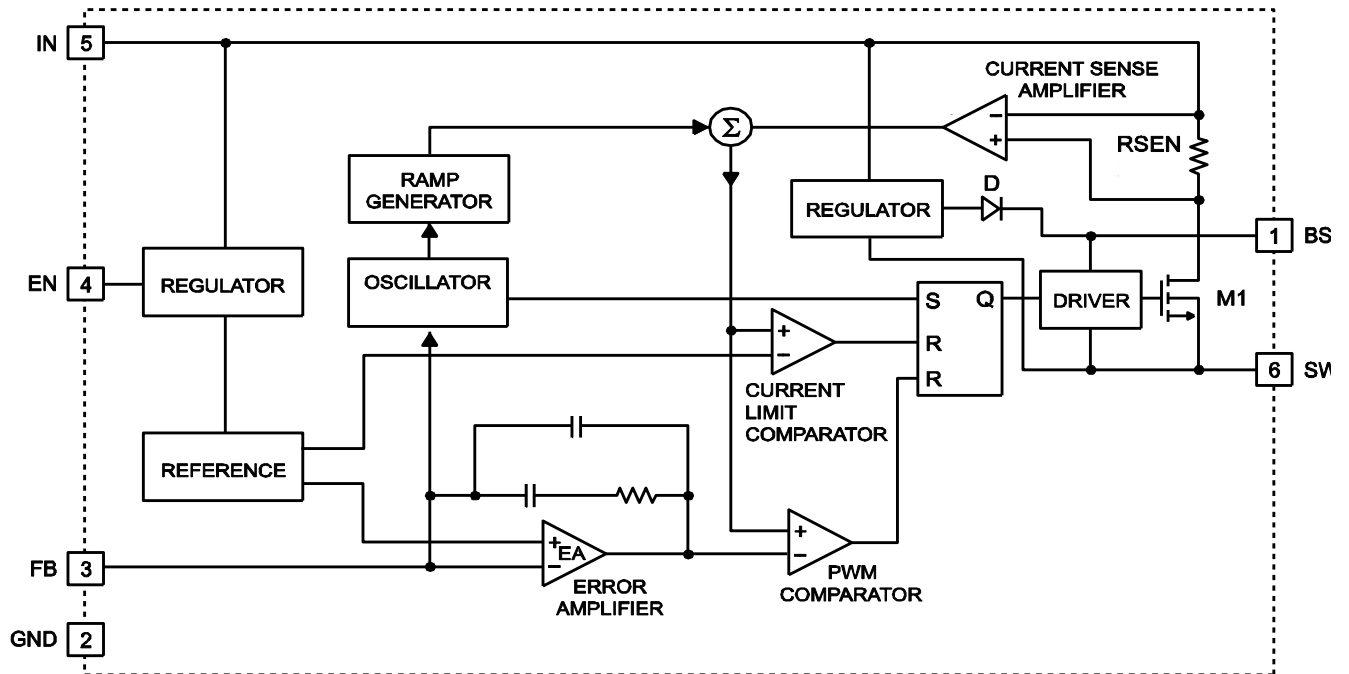 IN 5
CURRENT SENSE
AMPLIFIER
Σ
−
+
RSEN
RAMP
GENERATOR
D
REGULATOR
1 BS
EN 4
REGULATOR
OSCILLATOR
S Q
DRIVER
M1
+
−
R
R
6 SW
CURRENT
LIMIT
COMPARATOR
REFERENCE
+
−
EA
+
−
FB 3
ERROR
AMPLIFIER
PWM
COMPARATOR
GND 2